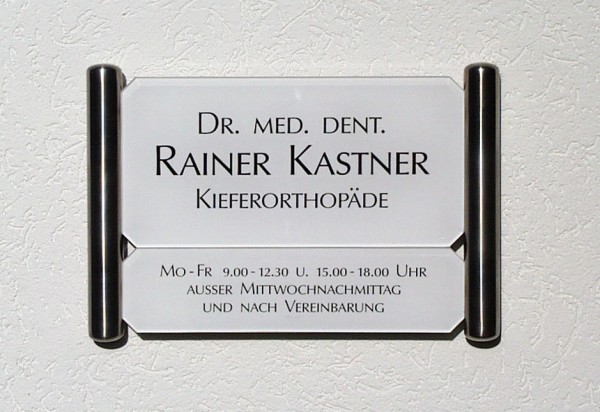 DR. MED. DENT.
RAINER KASTNER
KIEFERORTHOPÄDE
MO - FR 9.00 - 12.30 U. 15.00 - 18.00 UHR
AUSSER MITTWOCHNACHMITTAG
UND NACH VEREINBARUNG